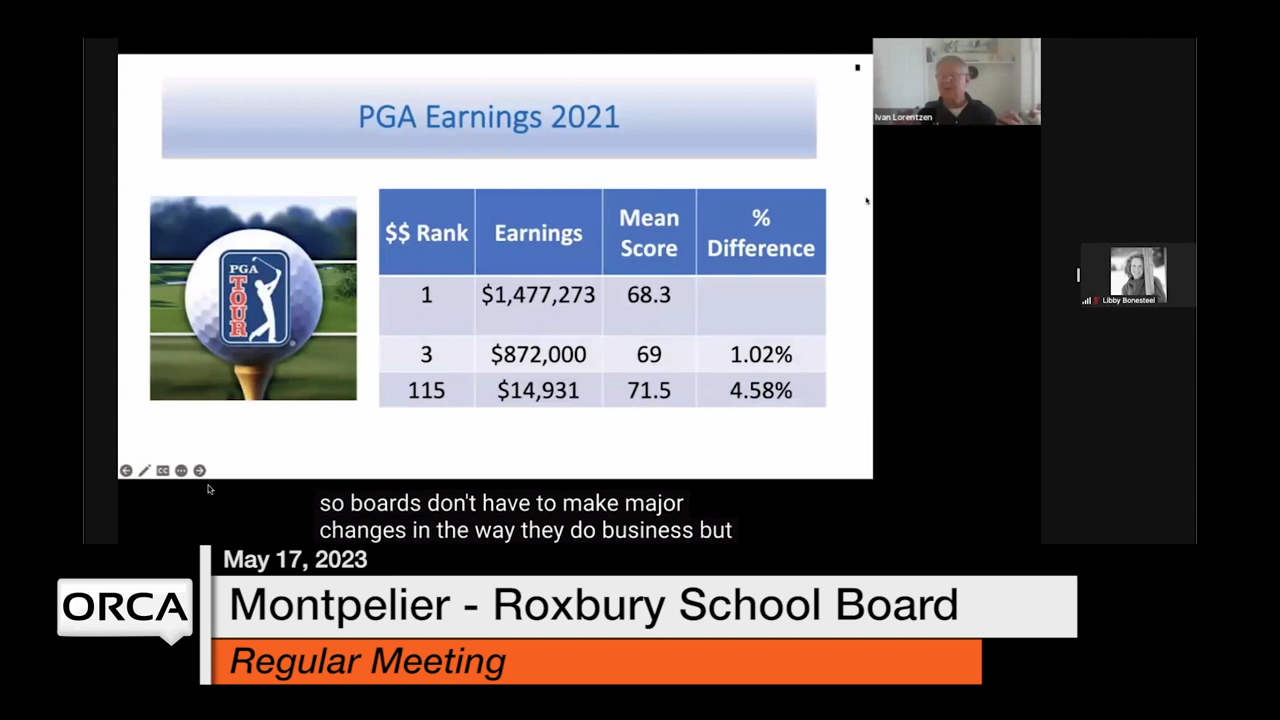 PGA Earnings 2021
PGA
TOUR
$$ Rank Earnings Mean Score % Difference
1 $1,477,273 68.3
3 $872,000 69 1.02%
115 $14,931 71.5 4.58%
Ivan Lorentzen
Libby Bonesteel
CC
so boards don't have to make major
changes in the way they do business but
May 17, 2023
ORCA
Montpelier - Roxbury School Board
Regular Meeting